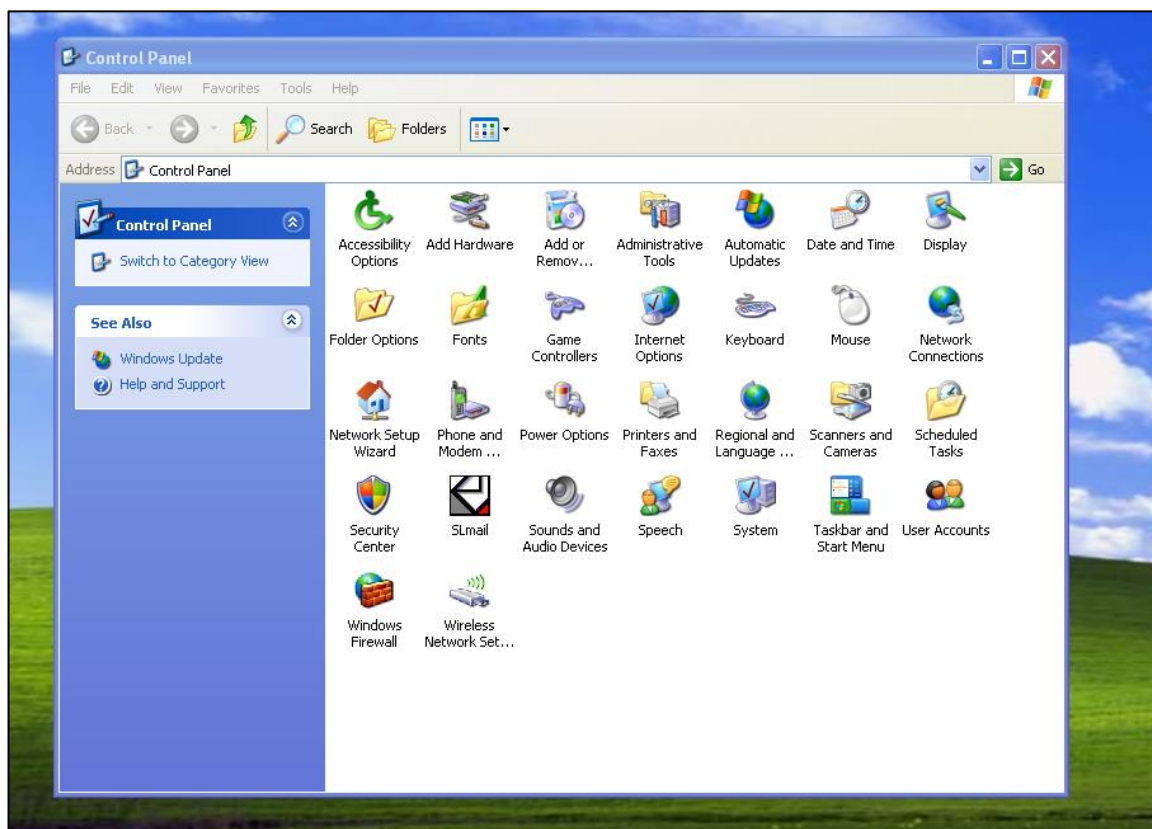 Control Panel
File Edit View Favorites Tools Help
Back Search Folders
Address Control Panel Go
Control Panel
Switch to Category View
See Also
Windows Update
Help and Support
Accessibility Options
Add Hardware
Add or Remov...
Administrative Tools
Automatic Updates
Date and Time
Display
Folder Options
Fonts
Game Controllers
Internet Options
Keyboard
Mouse
Network Connections
Network Setup Wizard
Phone and Modem ...
Power Options
Printers and Faxes
Regional and Language ...
Scanners and Cameras
Scheduled Tasks
Security Center
SLmail
Sounds and Audio Devices
Speech
System
Taskbar and Start Menu
User Accounts
Windows Firewall
Wireless Network Set...